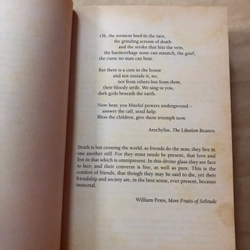 Oh, the torment bred in the race,
the grinding scream of death
and the stroke that hits the vein,
the haemorrhage none can staunch, the grief,
the curse no man can bear.
But there is a cure in the house
and not outside it, no,
not from others but from them,
their bloody strife. We sing to you,
dark gods beneath the earth.
Now hear, you blissful powers underground –
answer the call, send help.
Bless the children, give them triumph now.
Aeschylus, The Libation Bearers
Death is but crossing the world, as friends do the seas; they live in
one another still. For they must needs be present, that love and
live in that which is omnipresent. In this divine glass they see face
to face; and their converse is free, as well as pure. This is the
comfort of friends, that though they may be said to die, yet their
friendship and society are, in the best sense, ever present, because
immortal.
William Penn, More Fruits of Solitude